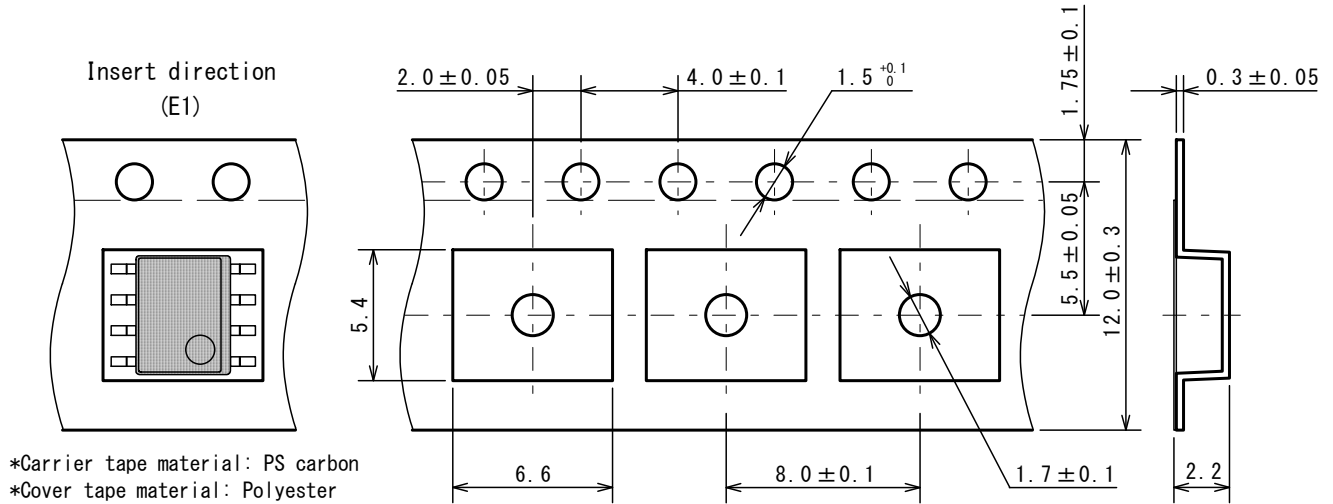 Insert direction
(E1)
2.0±0.05
4.0±0.1
1.5 +0.1 0
1.75±0.1
0.3±0.05
5.5±0.05
12.0±0.3
5.4
6.6
8.0±0.1
1.7±0.1
2.2
*Carrier tape material: PS carbon
*Cover tape material: Polyester